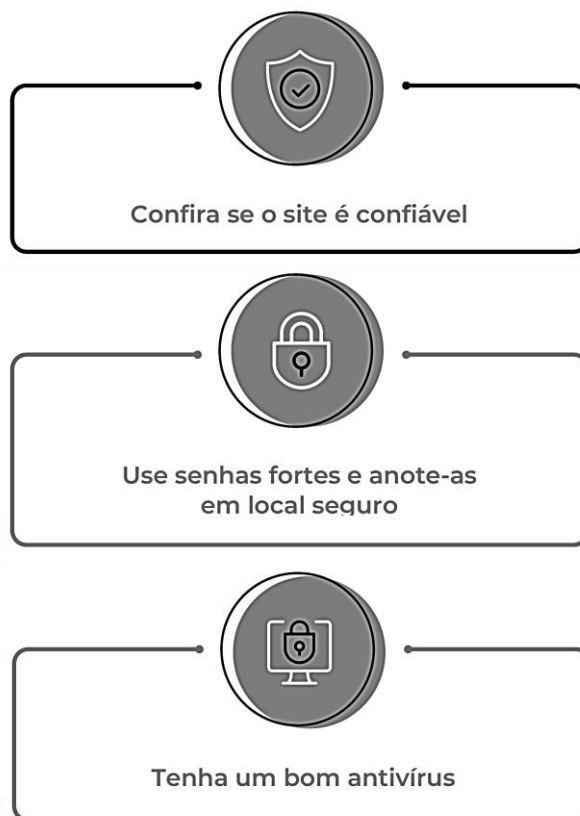 Confira se o site é confiável
Use senhas fortes e anote-as
em local seguro
Tenha um bom antivírus